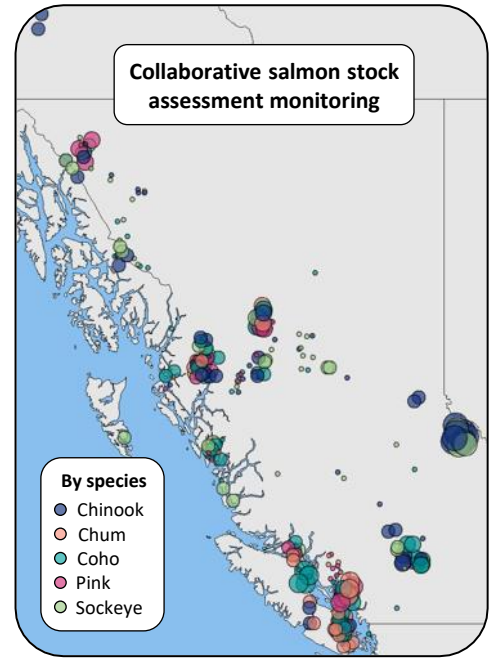 Collaborative salmon stock
assessment monitoring
By species
Chinook
Chum
Coho
Pink
Sockeye